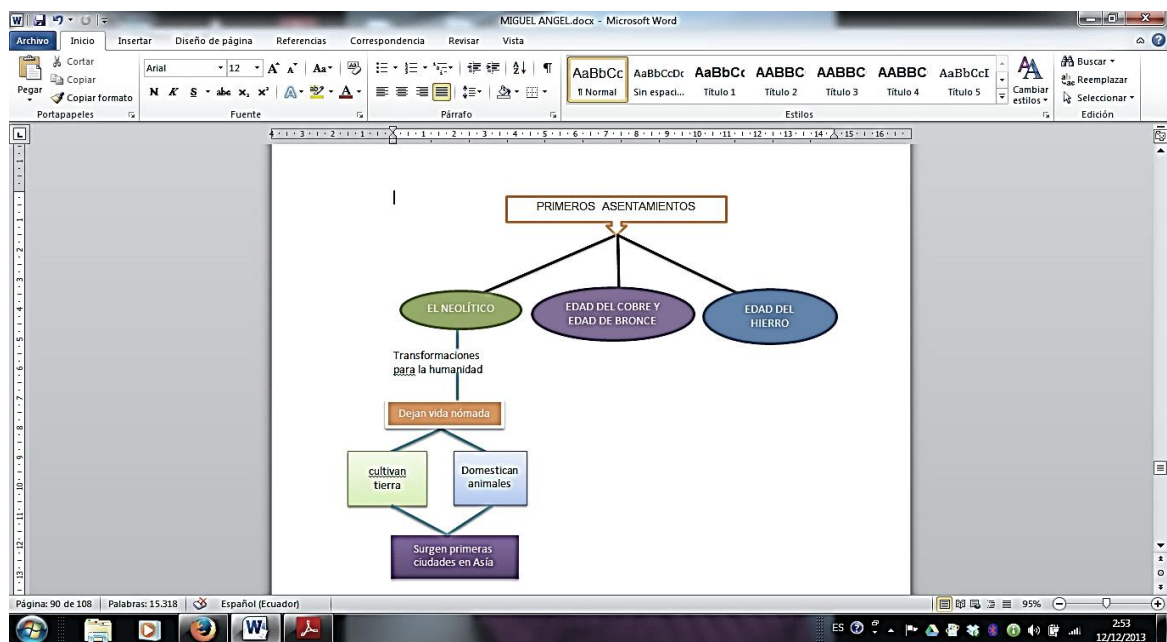 MIGUEL ANGEL.docx - Microsoft Word
Archivo Inicio Insertar Diseño de página Referencias Correspondencia Revisar Vista
Pegar
Cortar
Copiar
Copiar formato
Portapapeles
Arial 12
N K S abc x₂ x²
Fuente
Párrafo
AaBbCc AaBbCcDc AaBbCc AABBC AABBC AABBC AaBbCcI
¶ Normal Sin espaci... Título 1 Título 2 Título 3 Título 4 Título 5
Estilos
Cambiar
estilos
Buscar
Reemplazar
Seleccionar
Edición
PRIMEROS ASENTAMIENTOS
EL NEOLÍTICO
EDAD DEL COBRE Y
EDAD DE BRONCE
EDAD DEL
HIERRO
Transformaciones
para la humanidad
Dejan vida nómada
cultivan
tierra
Domestican
animales
Surgen primeras
ciudades en Asía
Página: 90 de 108 Palabras: 15.318 Español (Ecuador) 95%
ES 2:53
12/12/2013